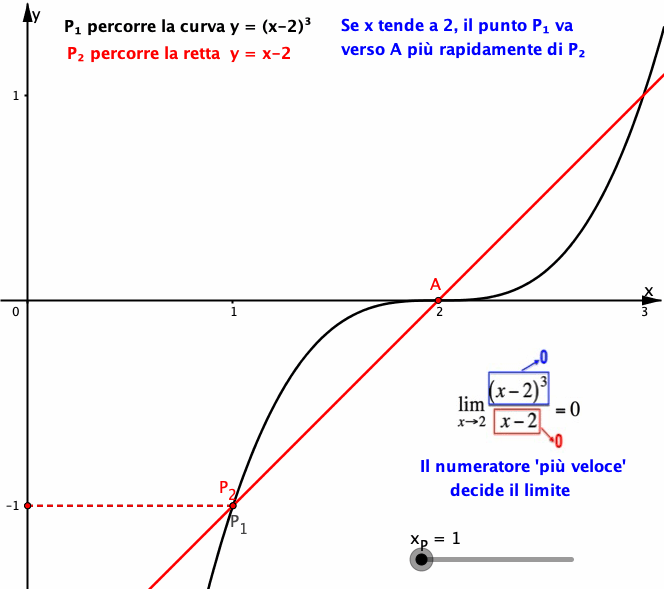 y
P₁ percorre la curva y = (x-2)³
P₂ percorre la retta y = x-2
Se x tende a 2, il punto P₁ va
verso A più rapidamente di P₂
1
A
x
0
1
2
3
0
lim x→2 (x-2)³ / x-2 = 0
0
Il numeratore 'più veloce'
decide il limite
P₂
-1
P₁
xₚ = 1